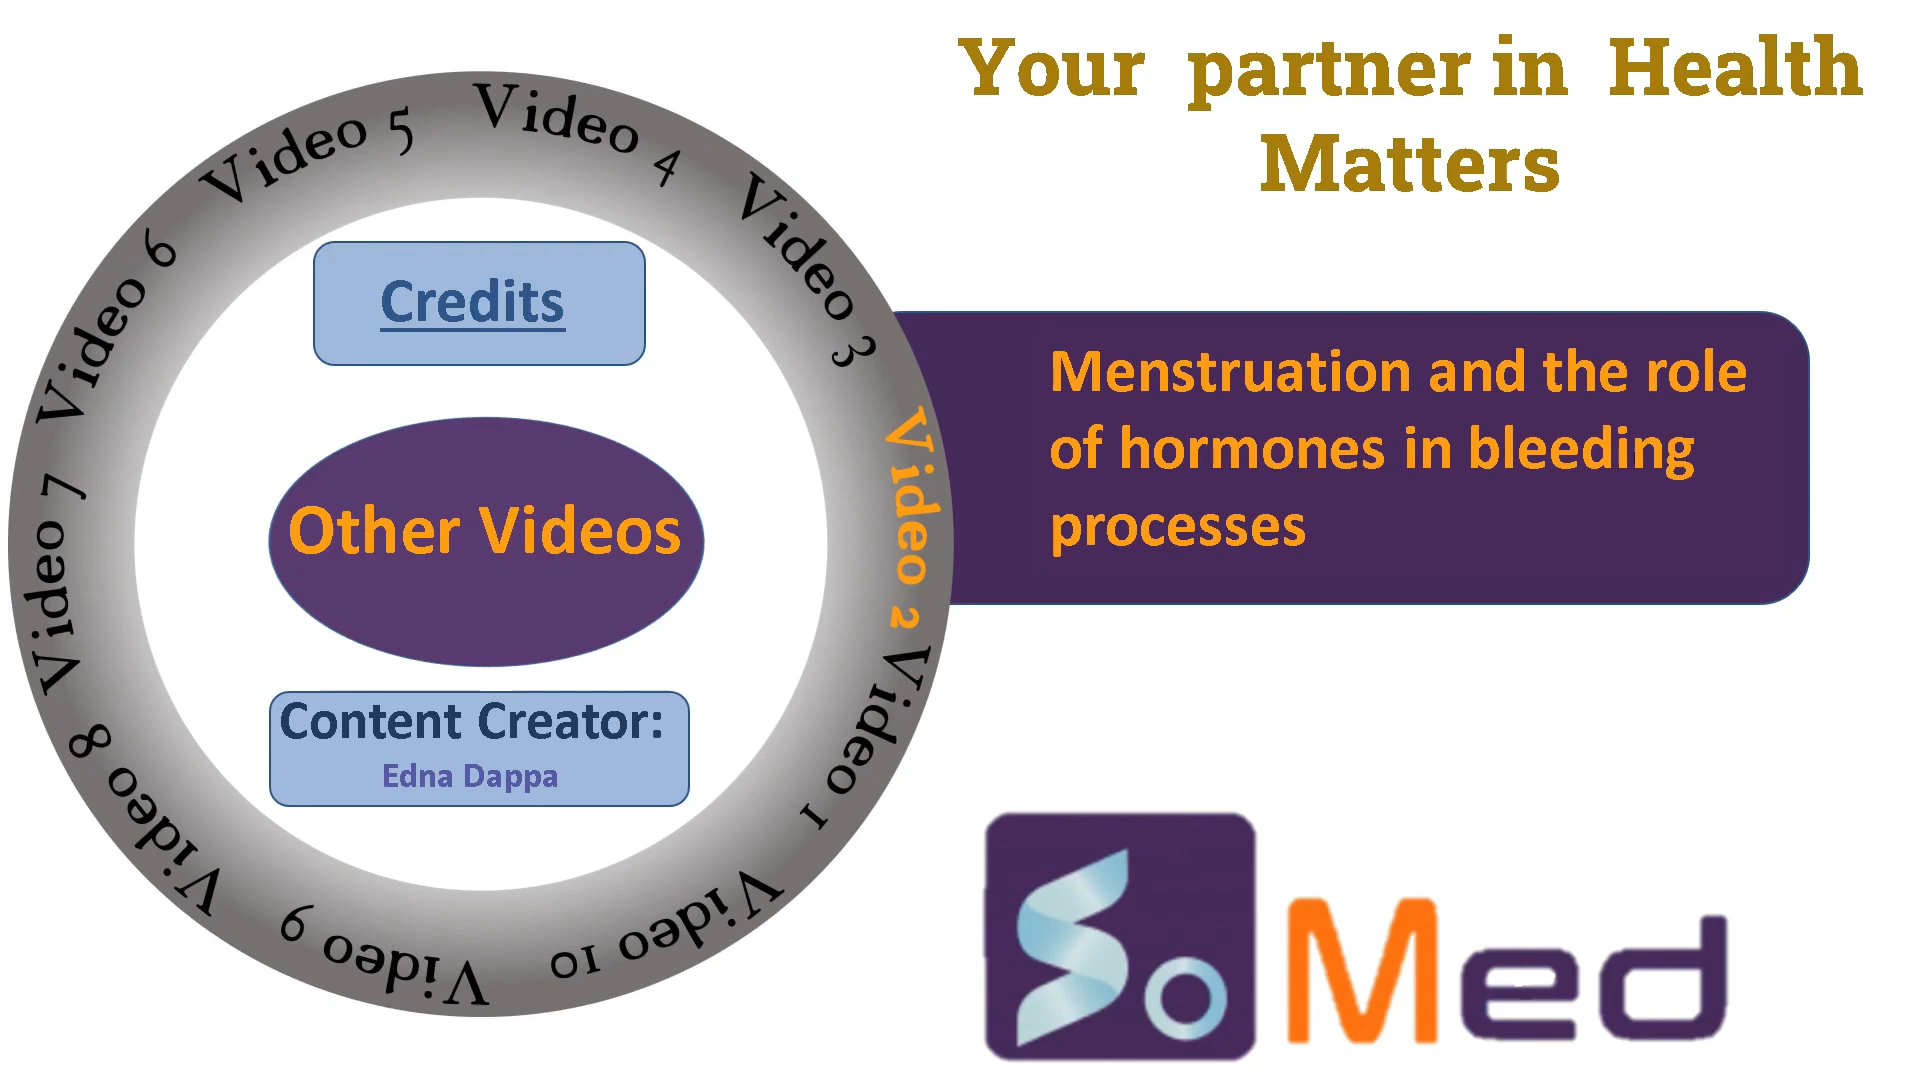 Your partner in Health
Matters
Video 1
Video 2
Video 3
Video 4
Video 5
Video 6
Video 7
Video 8
Video 9
Video 10
Credits
Other Videos
Content Creator:
Edna Dappa
Menstruation and the role
of hormones in bleeding
processes
SoMed